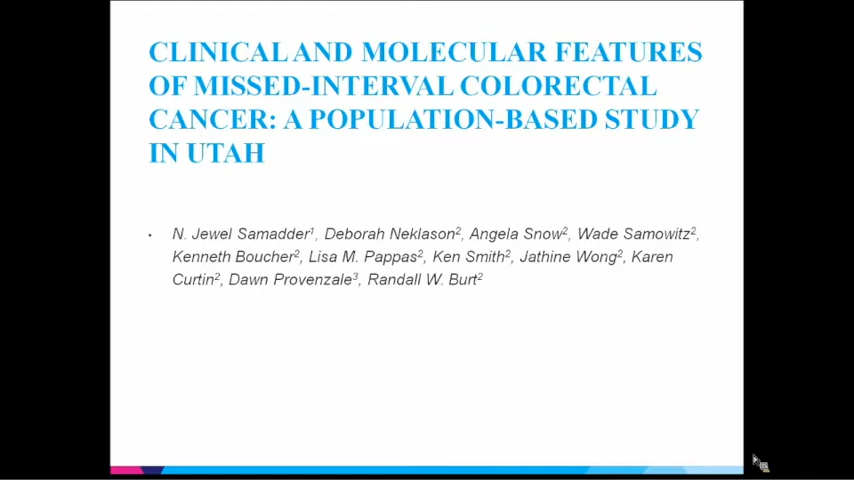 CLINICAL AND MOLECULAR FEATURES
OF MISSED-INTERVAL COLORECTAL
CANCER: A POPULATION-BASED STUDY
IN UTAH
• N. Jewel Samadder¹, Deborah Neklason², Angela Snow², Wade Samowitz²,
Kenneth Boucher², Lisa M. Pappas², Ken Smith², Jathine Wong², Karen
Curtin², Dawn Provenzale³, Randall W. Burt²